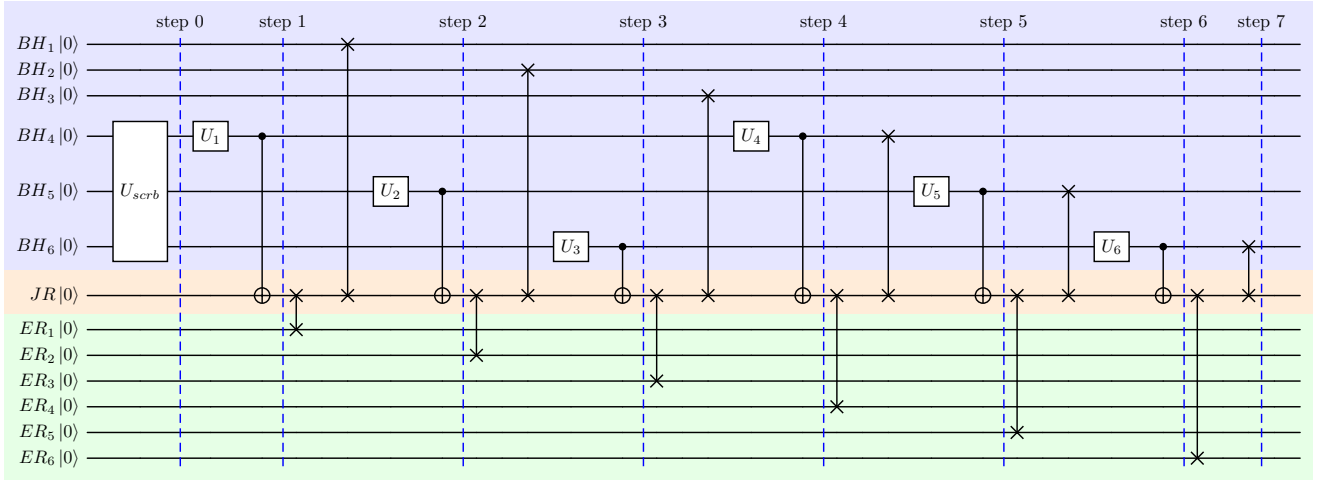 step 0 step 1 step 2 step 3 step 4 step 5 step 6 step 7
BH₁|0⟩
BH₂|0⟩
BH₃|0⟩
BH₄|0⟩ U₁ U₄
BH₅|0⟩ U_scrb U₂ U₅
BH₆|0⟩ U₃ U₆
JR|0⟩
ER₁|0⟩
ER₂|0⟩
ER₃|0⟩
ER₄|0⟩
ER₅|0⟩
ER₆|0⟩